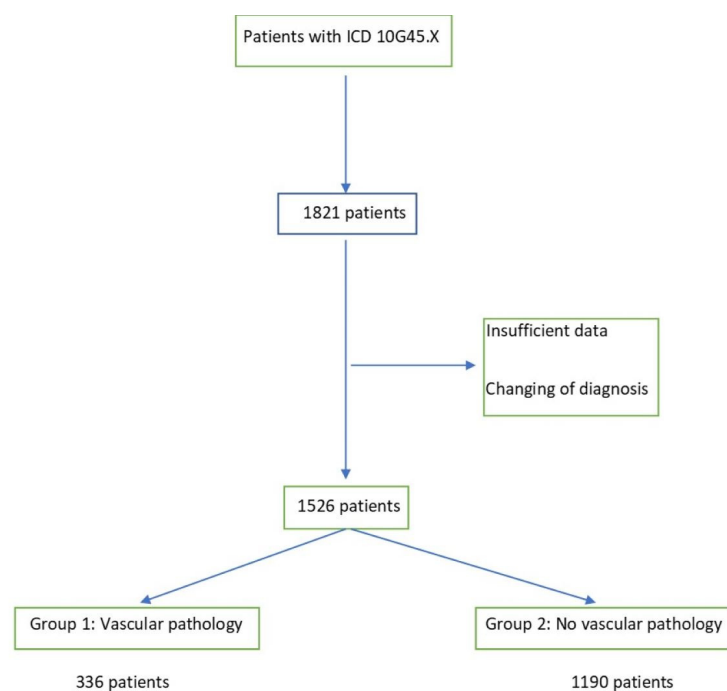 Patients with ICD 10G45.X
1821 patients
Insufficient data
Changing of diagnosis
1526 patients
Group 1: Vascular pathology
Group 2: No vascular pathology
336 patients
1190 patients